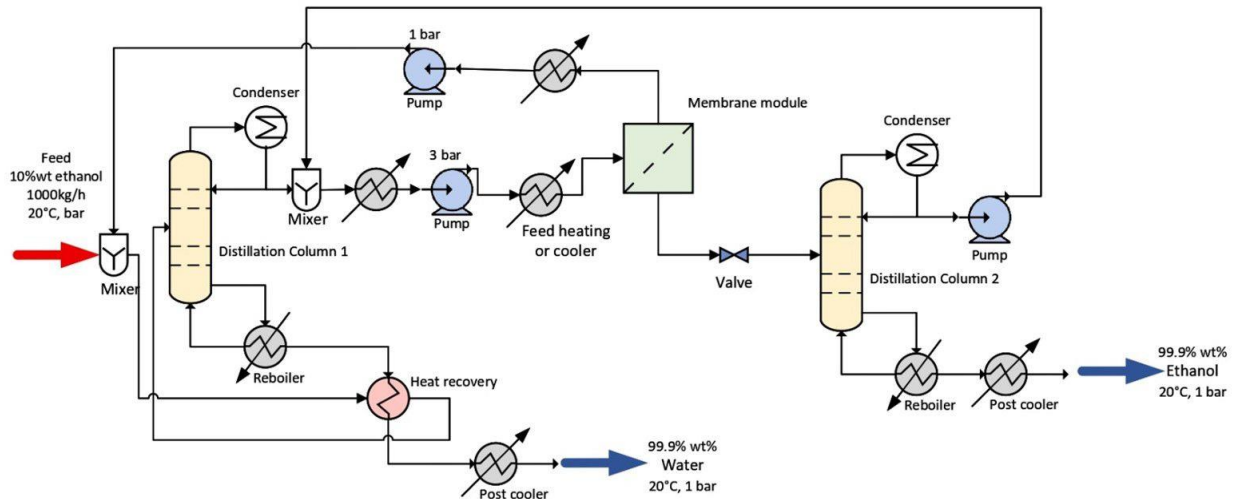 1 bar
Pump
Membrane module
Condenser
Condenser
Feed
10%wt ethanol
1000kg/h
20°C, bar
3 bar
Mixer
Pump
Feed heating
or cooler
Pump
Distillation Column 1
Mixer
Valve
Distillation Column 2
Reboiler
Heat recovery
99.9% wt%
Ethanol
20°C, 1 bar
Reboiler
Post cooler
99.9% wt%
Water
20°C, 1 bar
Post cooler